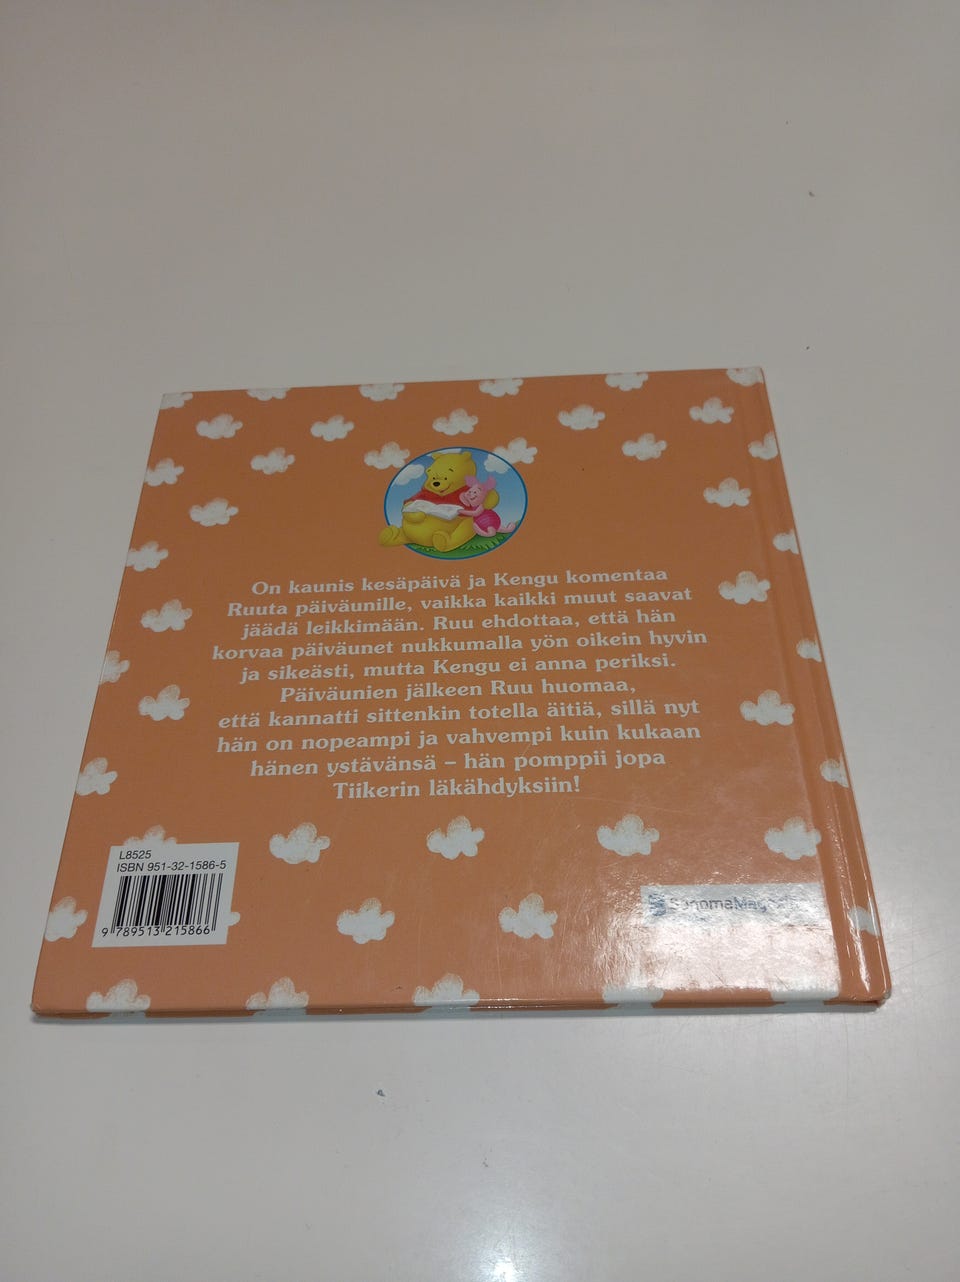 On kaunis kesäpäivä ja Kengu komentaa
Ruuta päiväunille, vaikka kaikki muut saavat
jäädä leikkimään. Ruu ehdottaa, että hän
korvaa päiväunet nukkumalla yön oikein hyvin
ja sikeästi, mutta Kengu ei anna periksi.
Päiväunien jälkeen Ruu huomaa,
että kannatti sittenkin totella äitiä, sillä nyt
hän on nopeampi ja vahvempi kuin kukaan
hänen ystävänsä – hän pomppii jopa
Tiikerin läkähdyksiin!
L8525
ISBN 951-32-1586-5
9 789513 215866